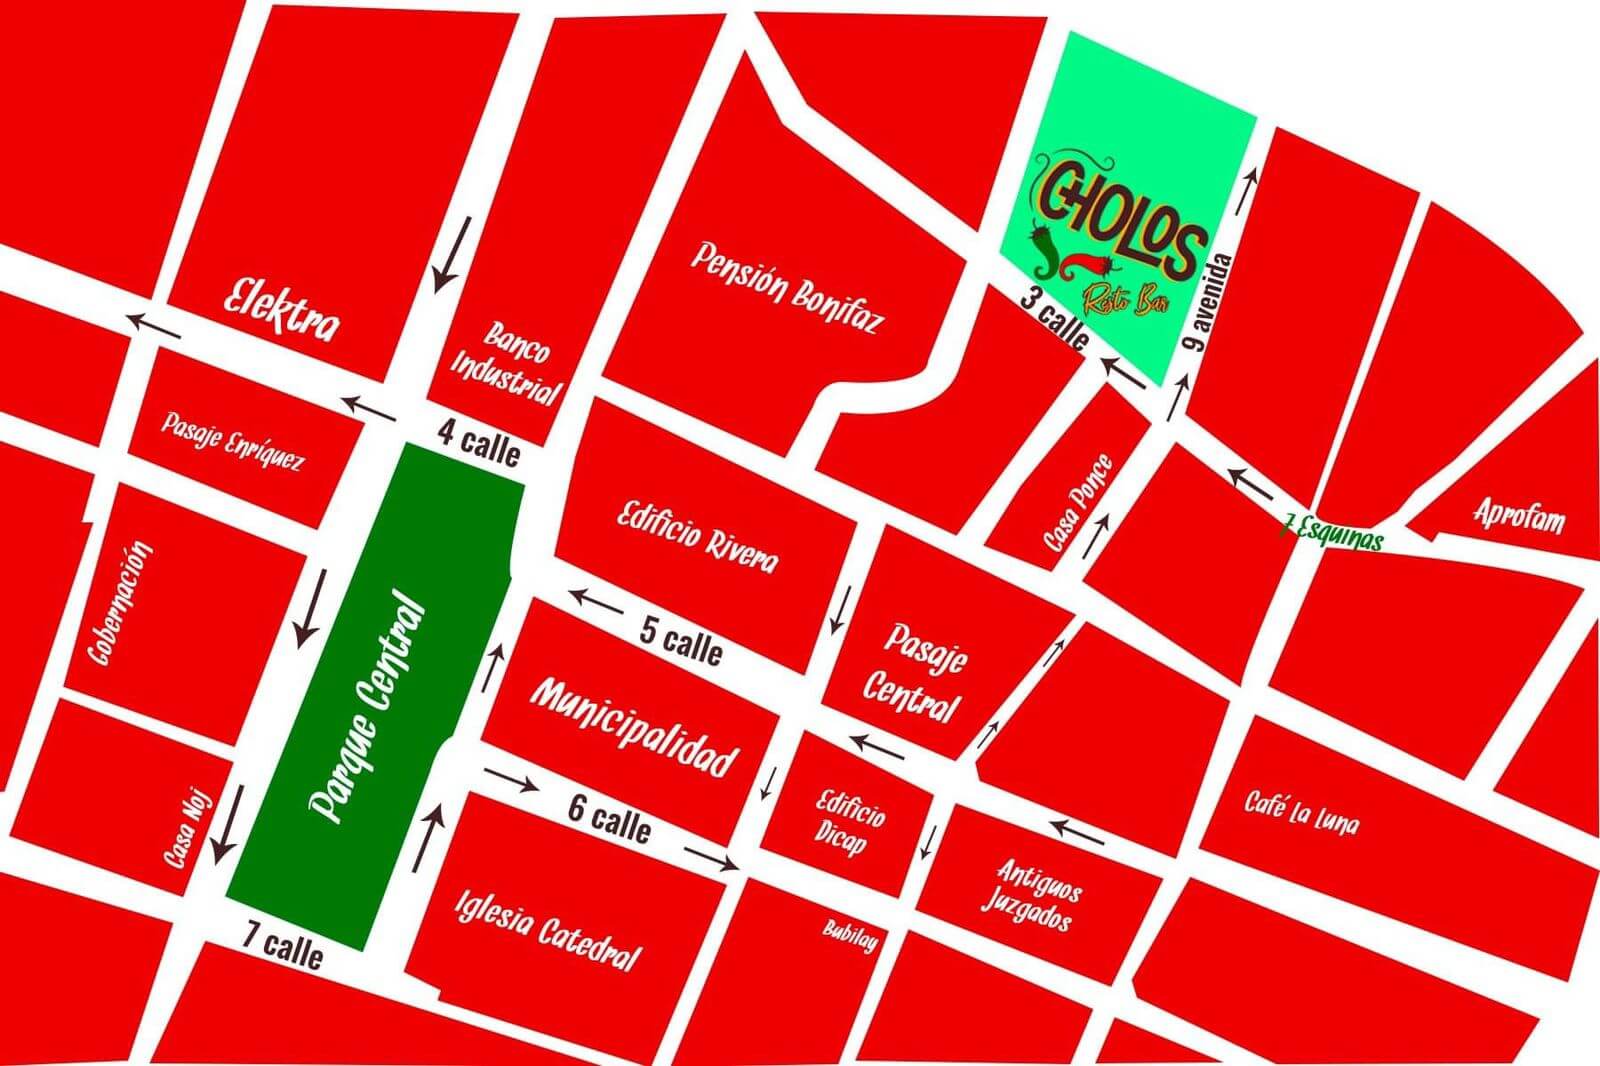 CHOLOS
Resto Bar
3 calle
9 avenida
Pensión Bonifaz
Elektra
Banco
Industrial
4 calle
Pasaje Enríquez
Casa Ponce
7 Esquinas
Aprofam
Edificio Rivera
Gobernación
Parque Central
5 calle
Pasaje
Central
Municipalidad
Casa Noj
6 calle
Edificio
Dicap
Café La Luna
Antiguos
Juzgados
Iglesia Catedral
Bubilay
7 calle